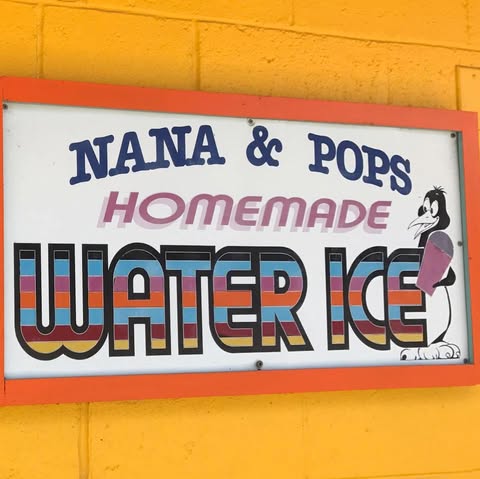 NANA & POPS
HOMEMADE
WATER ICE